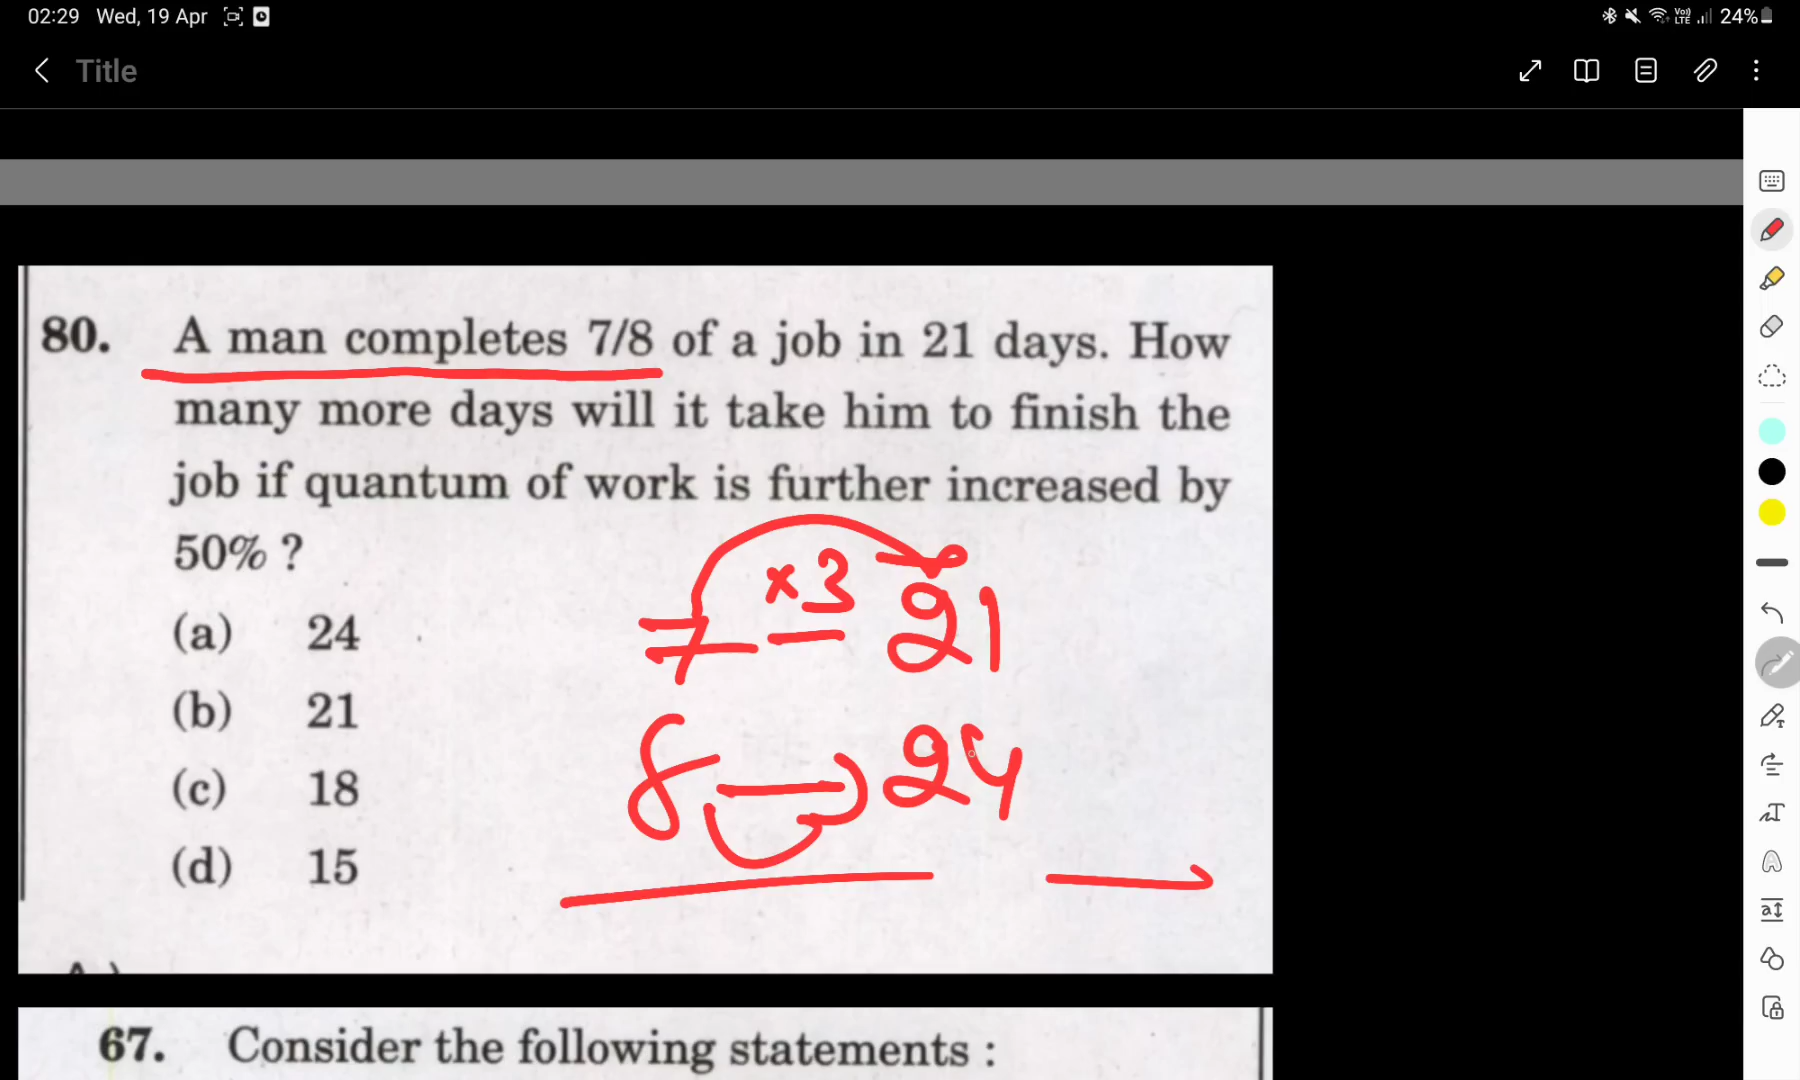 02:29 Wed, 19 Apr
Vo)) LTE 24%
Title
80. A man completes 7/8 of a job in 21 days. How
many more days will it take him to finish the
job if quantum of work is further increased by
50% ?
(a) 24
(b) 21
(c) 18
(d) 15
× 3
7 21
8 24
67. Consider the following statements :